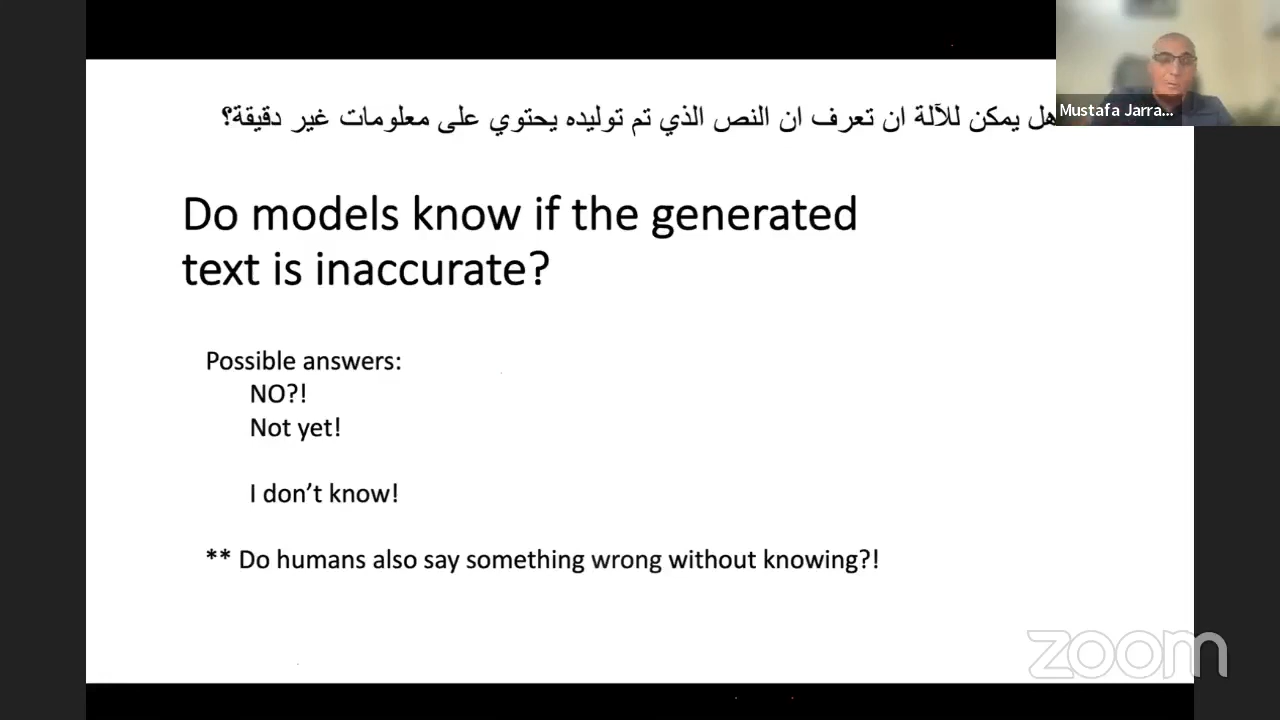 هل يمكن للآلة ان تعرف ان النص الذي تم توليده يحتوي على معلومات غير دقيقة؟
Mustafa Jarra...
Do models know if the generated
text is inaccurate?
Possible answers:
NO?!
Not yet!
I don’t know!
** Do humans also say something wrong without knowing?!
zoom